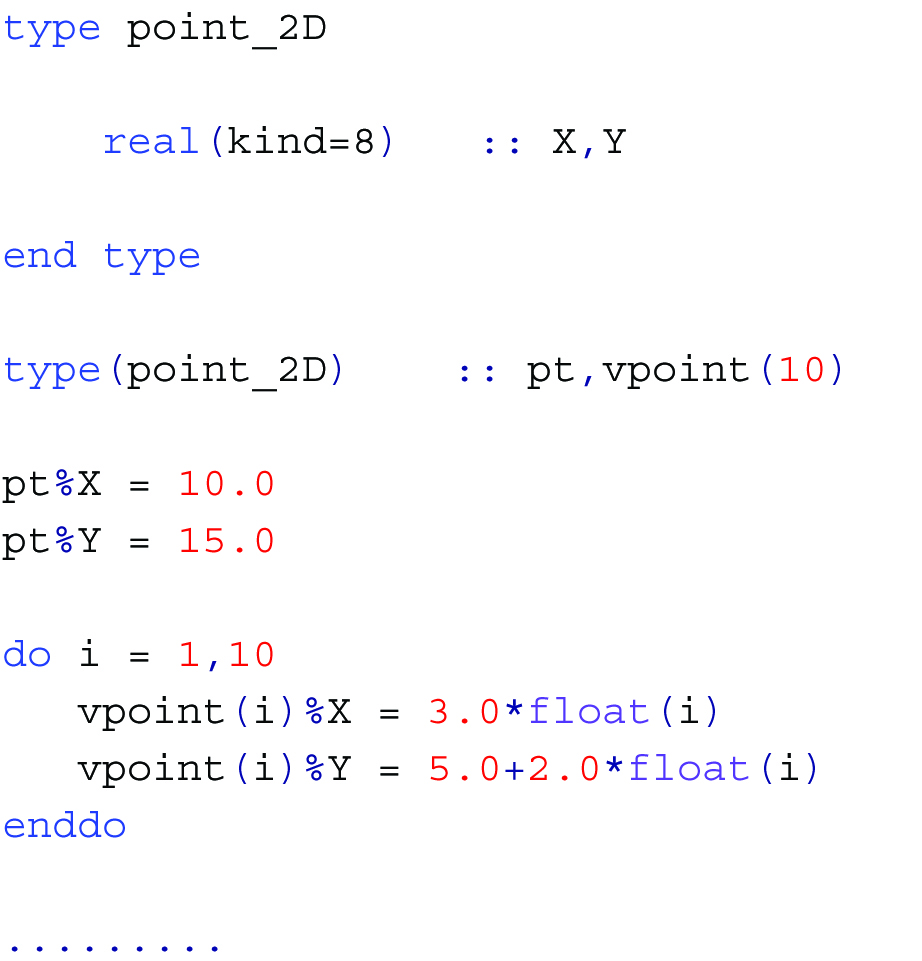 type point_2D
    real(kind=8)   :: X,Y
end type
type(point_2D)    :: pt,vpoint(10)
pt%X = 10.0
pt%Y = 15.0
do i = 1,10
   vpoint(i)%X = 3.0*float(i)
   vpoint(i)%Y = 5.0+2.0*float(i)
enddo
.........